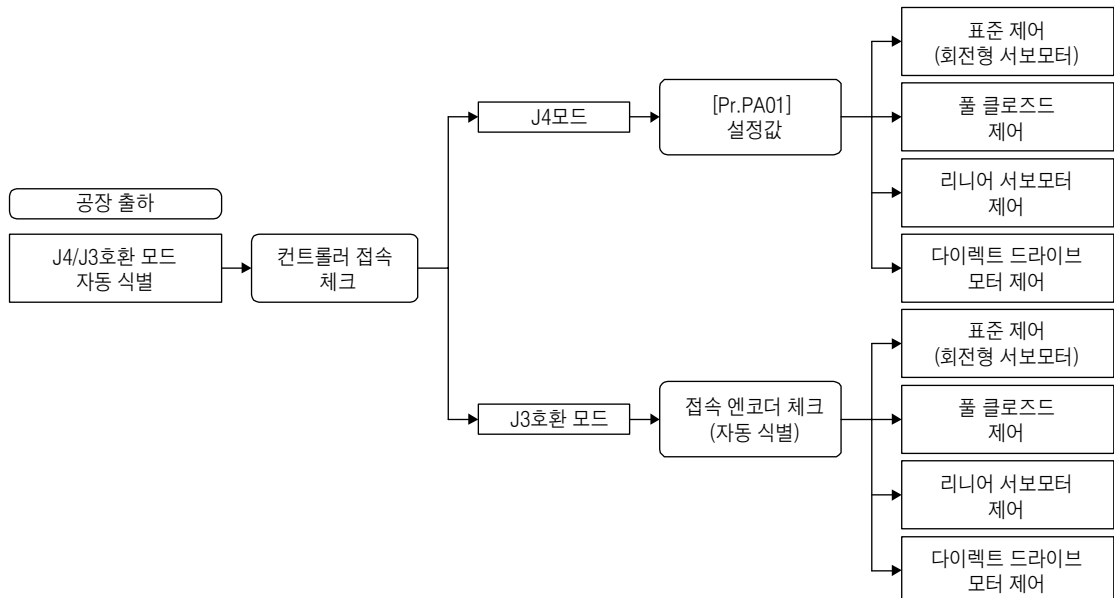 공장 출하
J4/J3호환 모드
자동 식별
컨트롤러 접속
체크
J4모드
[Pr.PA01]
설정값
표준 제어
(회전형 서보모터)
풀 클로즈드
제어
리니어 서보모터
제어
다이렉트 드라이브
모터 제어
J3호환 모드
접속 엔코더 체크
(자동 식별)
표준 제어
(회전형 서보모터)
풀 클로즈드
제어
리니어 서보모터
제어
다이렉트 드라이브
모터 제어